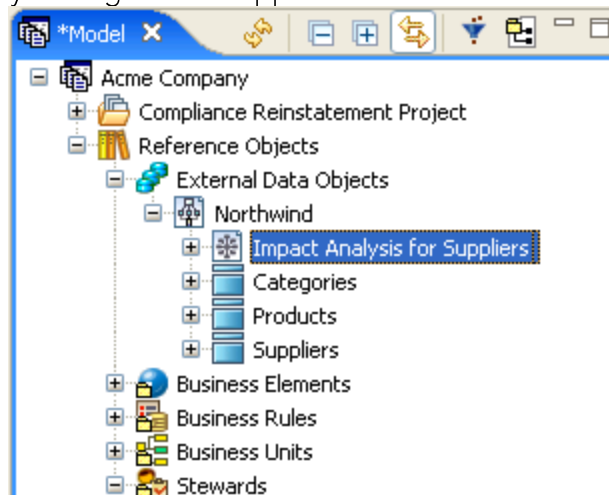 *Model
Acme Company
Compliance Reinstatement Project
Reference Objects
External Data Objects
Northwind
Impact Analysis for Suppliers
Categories
Products
Suppliers
Business Elements
Business Rules
Business Units
Stewards